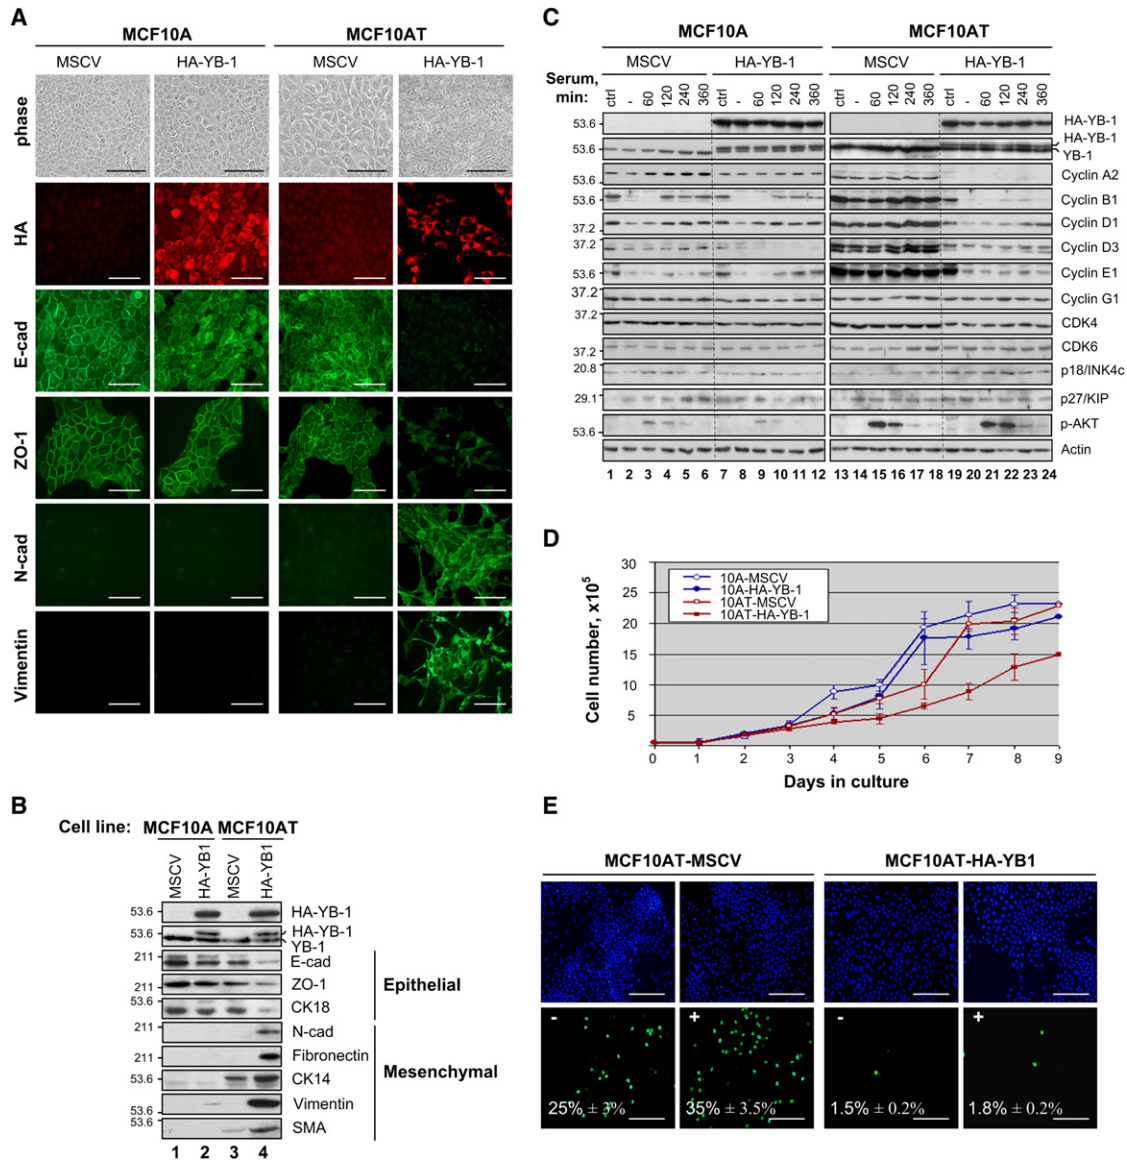 A
MCF10A MCF10AT
MSCV HA-YB-1 MSCV HA-YB-1
phase
HA
E-cad
ZO-1
N-cad
Vimentin
B
Cell line: MCF10A MCF10AT
MSCV HA-YB1 MSCV HA-YB1
53.6 HA-YB-1
53.6 HA-YB-1
YB-1
211 E-cad
211 ZO-1
53.6 CK18
Epithelial
211 N-cad
211 Fibronectin
53.6 CK14
53.6 Vimentin
53.6 SMA
Mesenchymal
1 2 3 4
C
MCF10A MCF10AT
MSCV HA-YB-1 MSCV HA-YB-1
Serum, min: ctrl - 60 120 240 360 ctrl - 60 120 240 360 ctrl - 60 120 240 360 ctrl - 60 120 240 360
53.6 HA-YB-1
HA-YB-1
53.6 YB-1
53.6 Cyclin A2
53.6 Cyclin B1
37.2 Cyclin D1
37.2 Cyclin D3
53.6 Cyclin E1
37.2 Cyclin G1
37.2 CDK4
37.2 CDK6
20.8 p18/INK4c
29.1 p27/KIP
53.6 p-AKT
Actin
1 2 3 4 5 6 7 8 9 10 11 12 13 14 15 16 17 18 19 20 21 22 23 24
D
Cell number, x10⁵
30
25
20
15
10
5
10A-MSCV
10A-HA-YB-1
10AT-MSCV
10AT-HA-YB-1
0 1 2 3 4 5 6 7 8 9
Days in culture
E
MCF10AT-MSCV MCF10AT-HA-YB1
- + - +
25% ± 3% 35% ± 3.5% 1.5% ± 0.2% 1.8% ± 0.2%